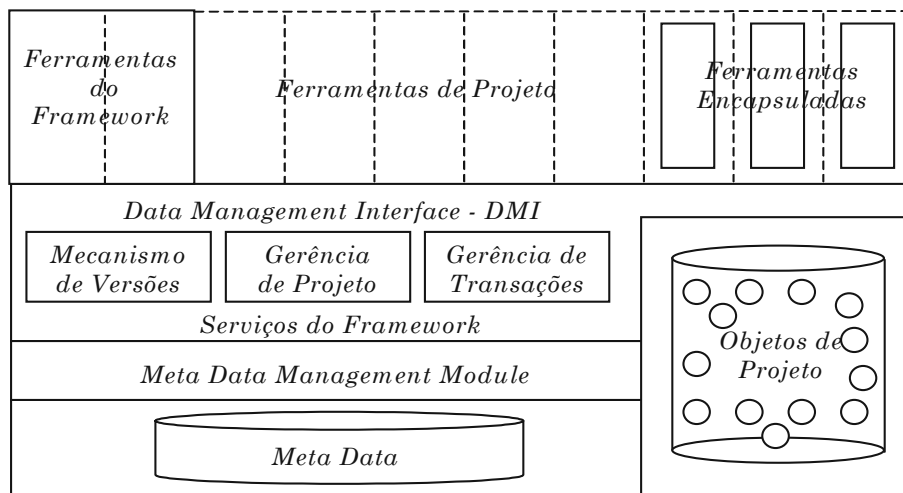 Ferramentas
do
Framework
Ferramentas de Projeto
Ferramentas
Encapsuladas
Data Management Interface - DMI
Mecanismo
de Versões
Gerência
de Projeto
Gerência de
Transações
Serviços do Framework
Meta Data Management Module
Meta Data
Objetos de
Projeto